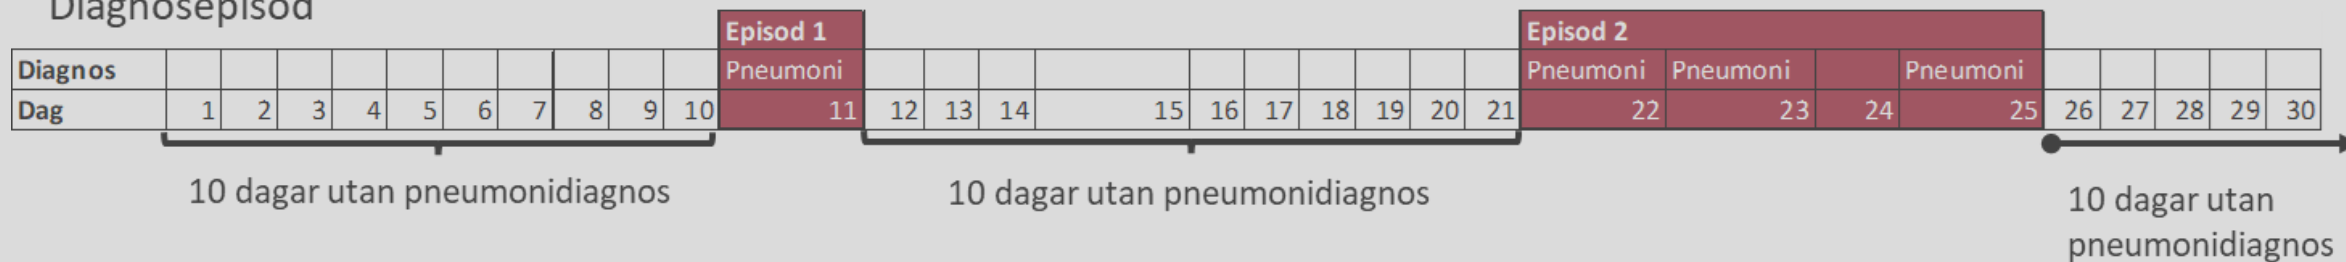 Diagnosepisod
Episod 1 Episod 2
Diagnos Pneumoni Pneumoni Pneumoni Pneumoni
Dag 1 2 3 4 5 6 7 8 9 10 11 12 13 14 15 16 17 18 19 20 21 22 23 24 25 26 27 28 29 30
10 dagar utan pneumonidiagnos 10 dagar utan pneumonidiagnos 10 dagar utan
pneumonidiagnos